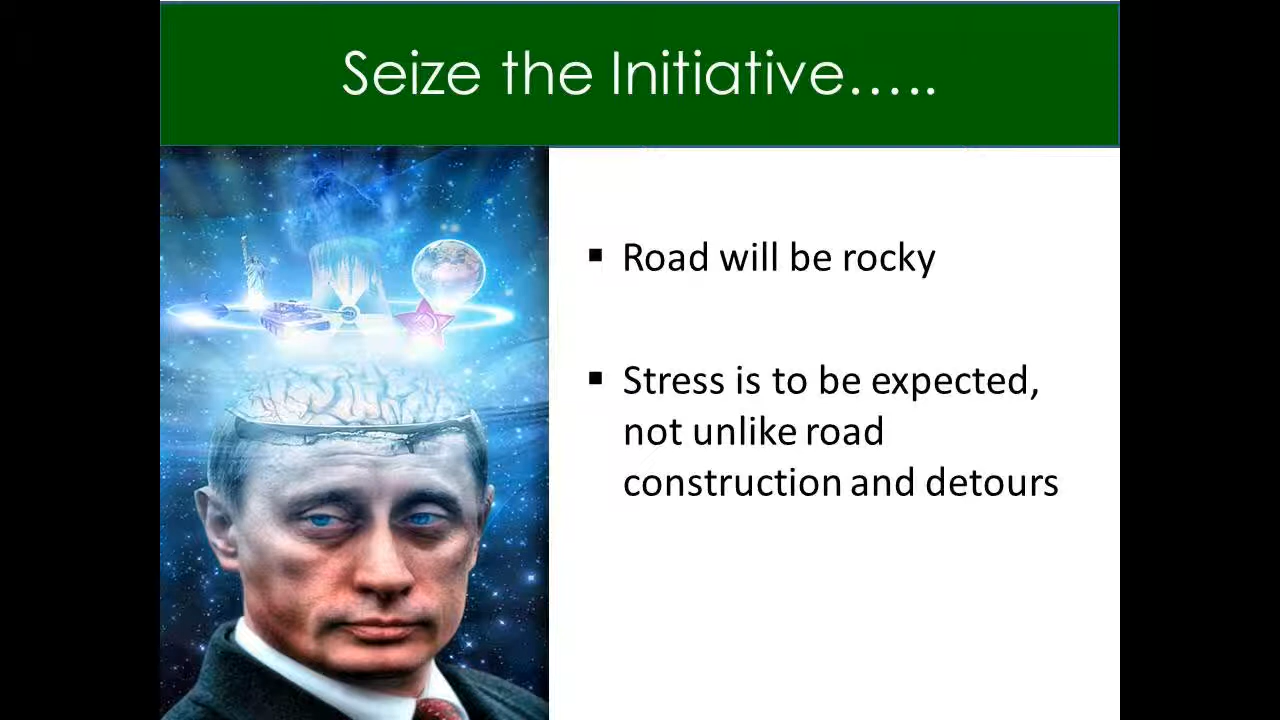 Seize the Initiative…..
▪ Road will be rocky
▪ Stress is to be expected,
not unlike road
construction and detours